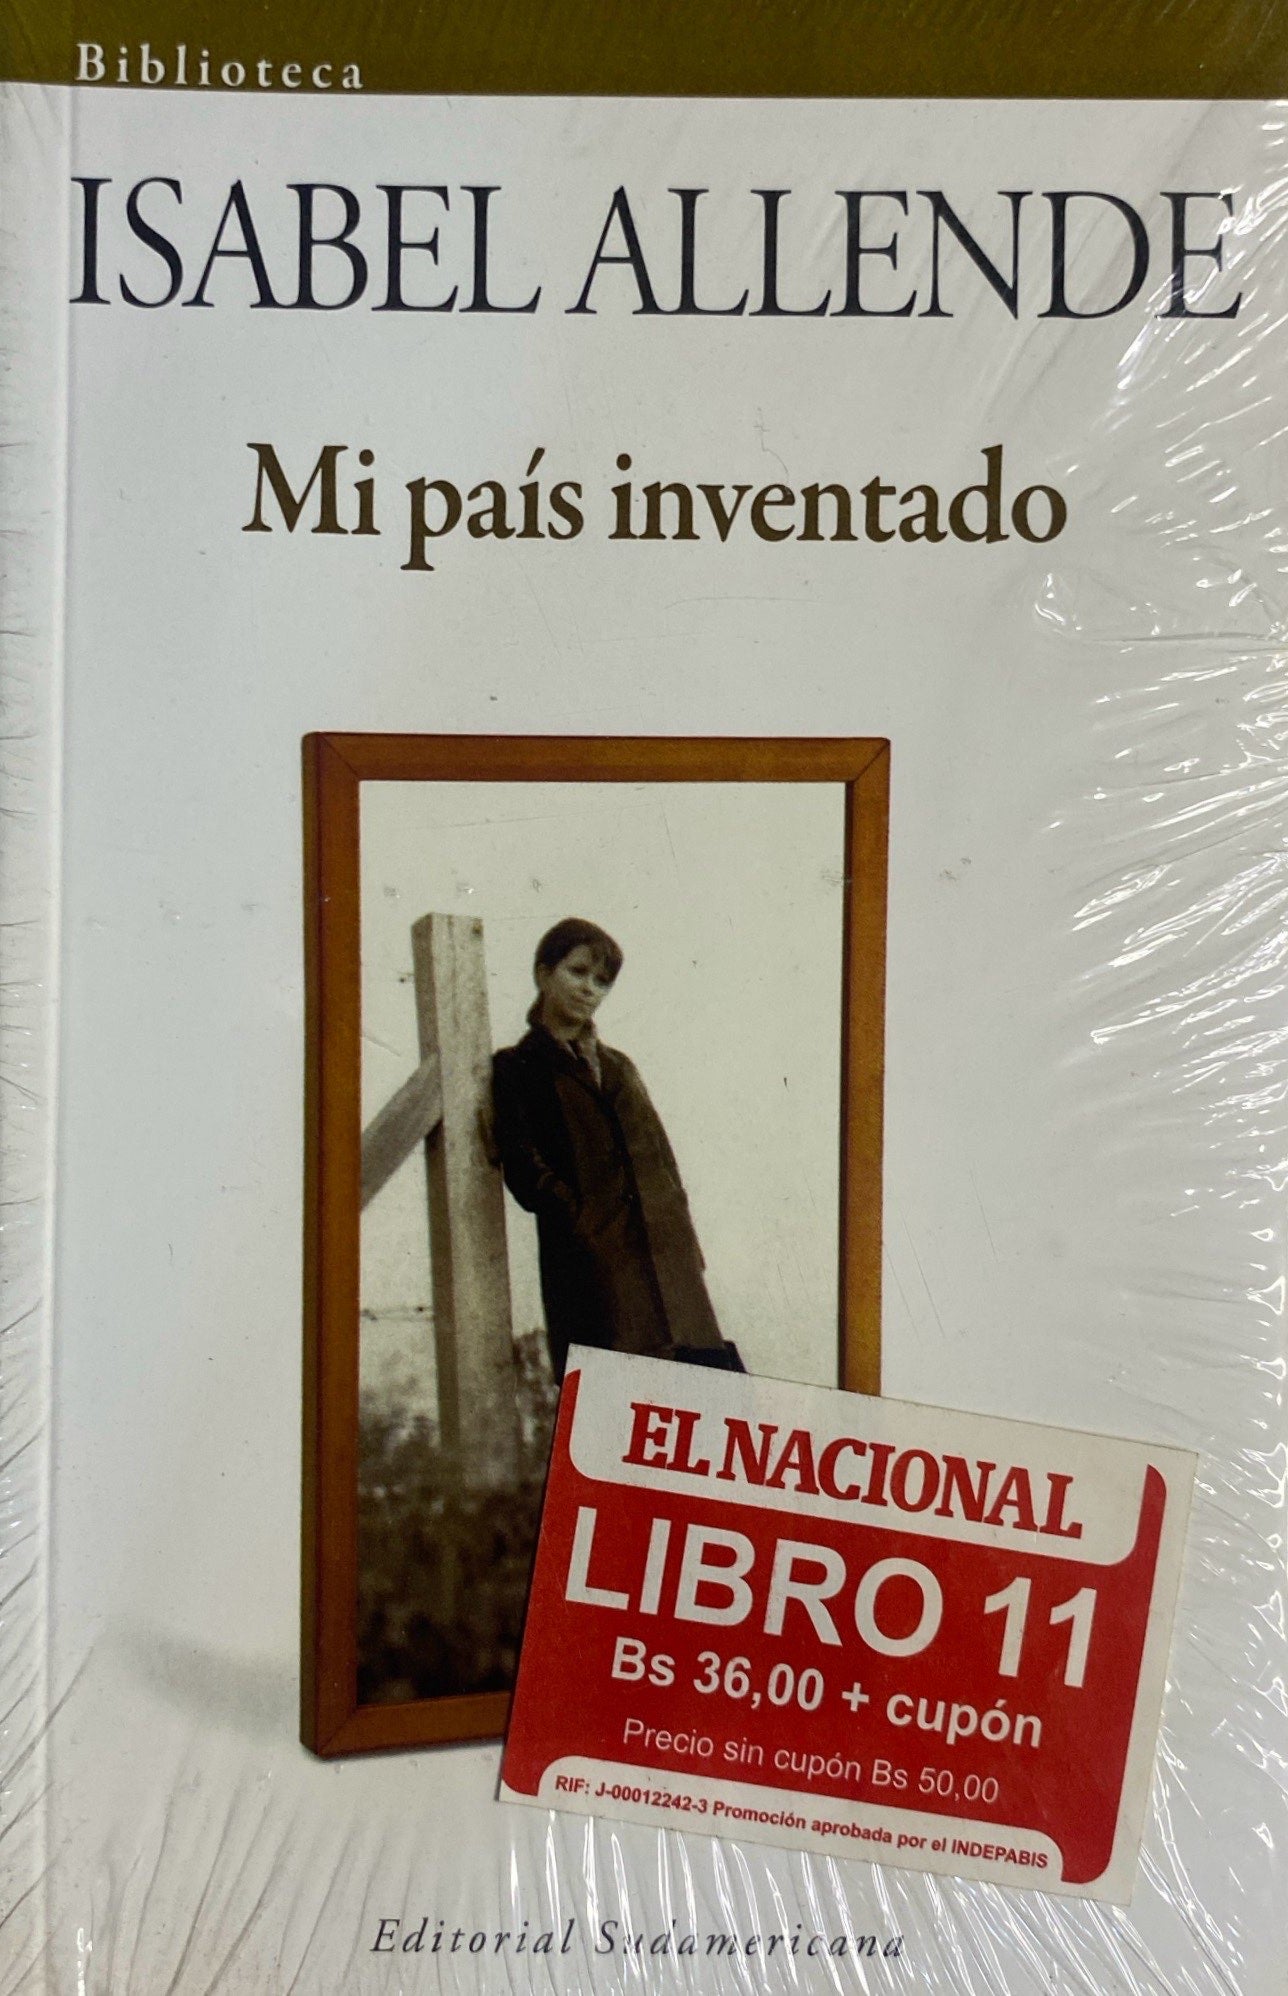 Biblioteca
ISABEL ALLENDE
Mi país inventado
EL NACIONAL
LIBRO 11
Bs 36,00 + cupón
Precio sin cupón Bs 50,00
RIF: J-00012242-3 Promoción aprobada por el INDEPABIS
Editorial Sudamericana